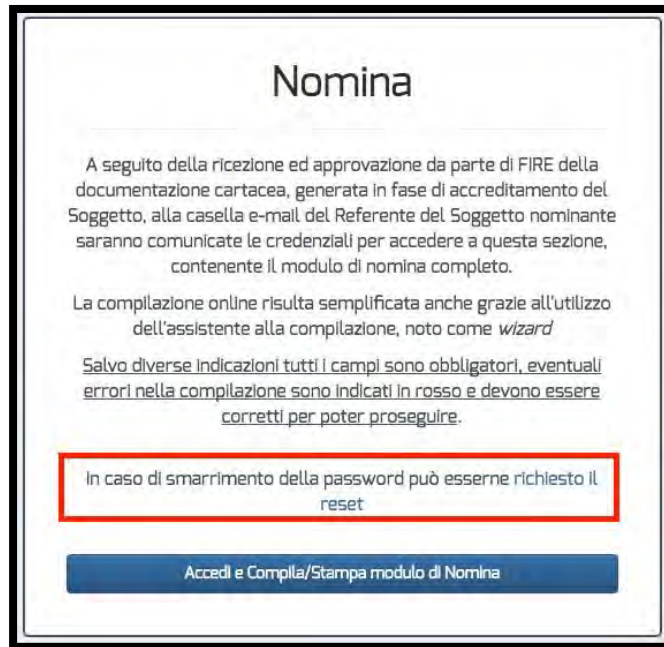 Nomina
A seguito della ricezione ed approvazione da parte di FIRE della
documentazione cartacea, generata in fase di accreditamento del
Soggetto, alla casella e-mail del Referente del Soggetto nominante
saranno comunicate le credenziali per accedere a questa sezione,
contenente il modulo di nomina completo.
La compilazione online risulta semplificata anche grazie all'utilizzo
dell'assistente alla compilazione, noto come wizard
Salvo diverse indicazioni tutti i campi sono obbligatori, eventuali
errori nella compilazione sono indicati in rosso e devono essere
corretti per poter proseguire.
In caso di smarrimento della password può esserne richiesto il
reset
Accedi e Compila/Stampa modulo di Nomina